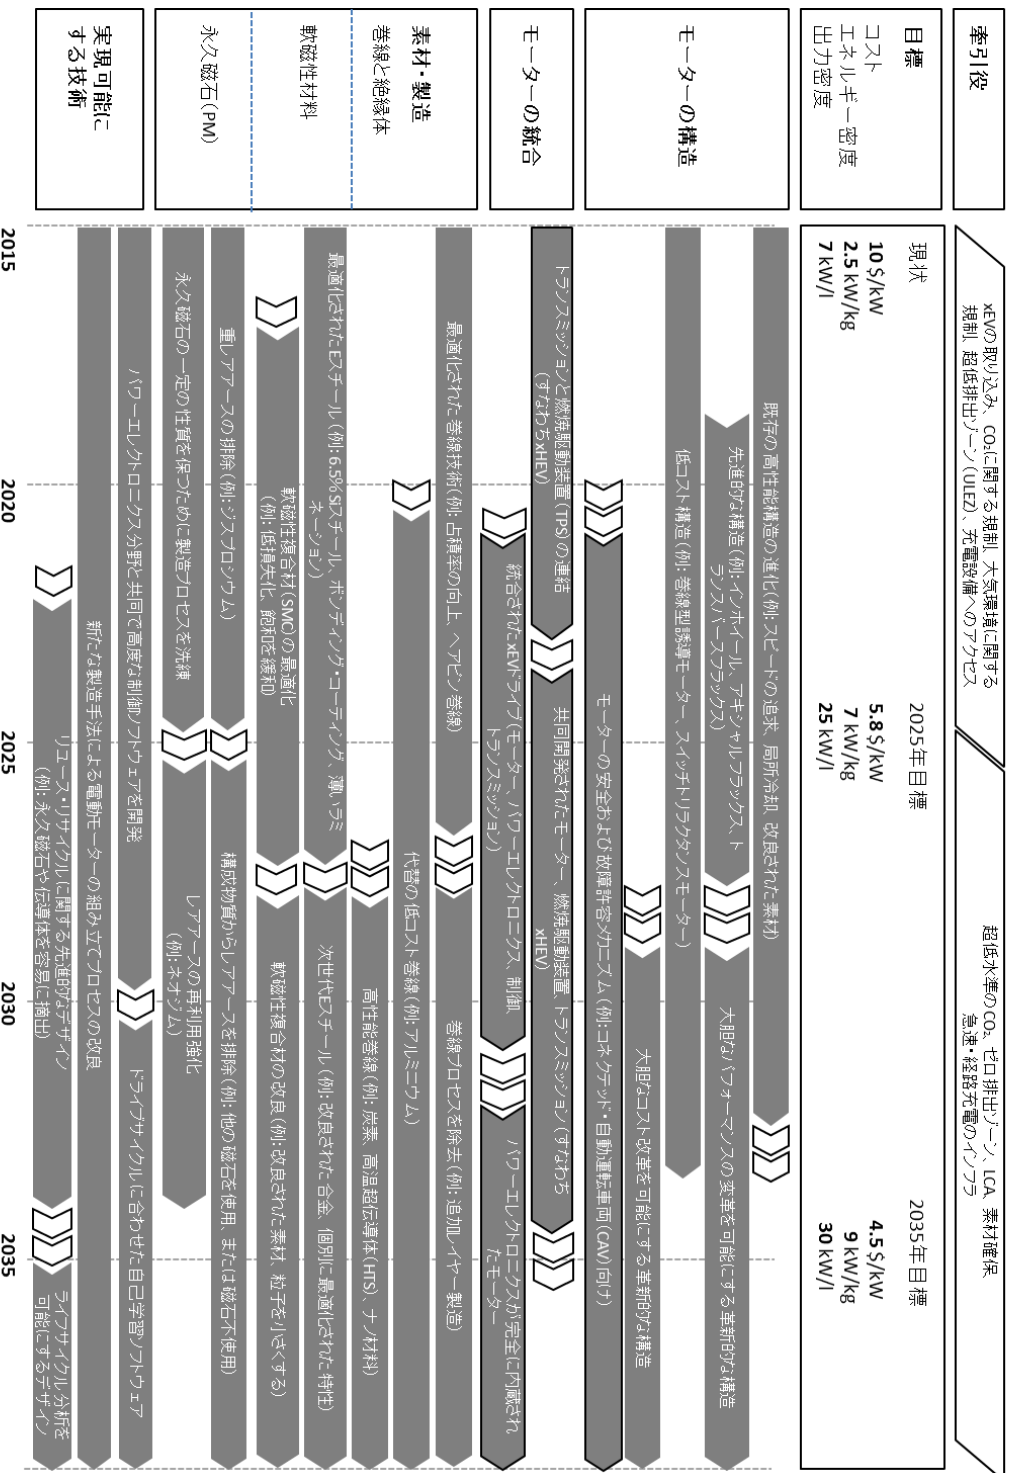 牽引役
xEVの取り込み、CO₂に関する規制、大気環境に関する
規制、超低排出ゾーン（ULEZ）、充電設備へのアクセス
超低水準のCO₂、ゼロ排出ゾーン、LCA、素材確保
急速・経路充電のインフラ
目標
コスト
エネルギー密度
出力密度
現状
10 $/kW
2.5 kW/kg
7 kW/l
2025年目標
5.8 $/kW
7 kW/kg
25 kW/l
2035年目標
4.5 $/kW
9 kW/kg
30 kW/l
モーターの構造
既存の高性能構造の進化（例：スピードの追求、局所冷却、改良された素材）
先進的な構造（例：インホイール、アキシャルフラックス、ト
ランスバースフラックス）
大胆なパフォーマンスの変革を可能にする革新的な構造
低コスト構造（例：巻線型誘導モーター、スイッチトリラクタンスモーター）
大胆なコスト改革を可能にする革新的な構造
モーターの安全および故障許容メカニズム（例：コネクテッド・自動運転車両（CAV）向け）
モーターの統合
トランスミッションと燃焼駆動装置（TPS）の連結
（すなわちxHEV）
共同開発されたモーター、燃焼駆動装置、トランスミッション（すなわち
xHEV）
統合されたxEVドライブ（モーター、パワーエレクトロニクス、制御、
トランスミッション）
パワーエレクトロニクスが完全に内蔵され
たモーター
素材・製造
巻線と絶縁体
最適化された巻線技術（例：占積率の向上、ヘアピン巻線）
巻線プロセスを除去（例：追加レイヤー製造）
代替の低コスト巻線（例：アルミニウム）
高性能巻線（例：炭素、高温超伝導体（HTS）、ナノ材料）
軟磁性材料
最適化されたEスチール（例：6.5%Siスチール、ボンディング・コーティング、薄いラミ
ネーション）
次世代Eスチール（例：改良された合金、個別に最適化された特性）
軟磁性複合材（SMC）の最適化
（例：低損失化、飽和を緩和）
軟磁性複合材の改良（例：改良された素材、粒子を小さくする）
永久磁石（PM）
重レアアースの排除（例：ジスプロシウム）
構成物質からレアアースを排除（例：他の磁石を使用、または磁石不使用）
永久磁石の一定の性質を保つために製造プロセスを洗練
レアアースの再利用強化
（例：ネオジム）
実現可能に
する技術
パワーエレクトロニクス分野と共同で高度な制御ソフトウェアを開発
ドライブサイクルに合わせた自己学習ソフトウェア
新たな製造手法による電動モーターの組み立てプロセスの改良
リユース・リサイクルに関する先進的なデザイン
（例：永久磁石や伝導体を容易に摘出）
ライフサイクル分析を
可能にするデザイン
2015
2020
2025
2030
2035